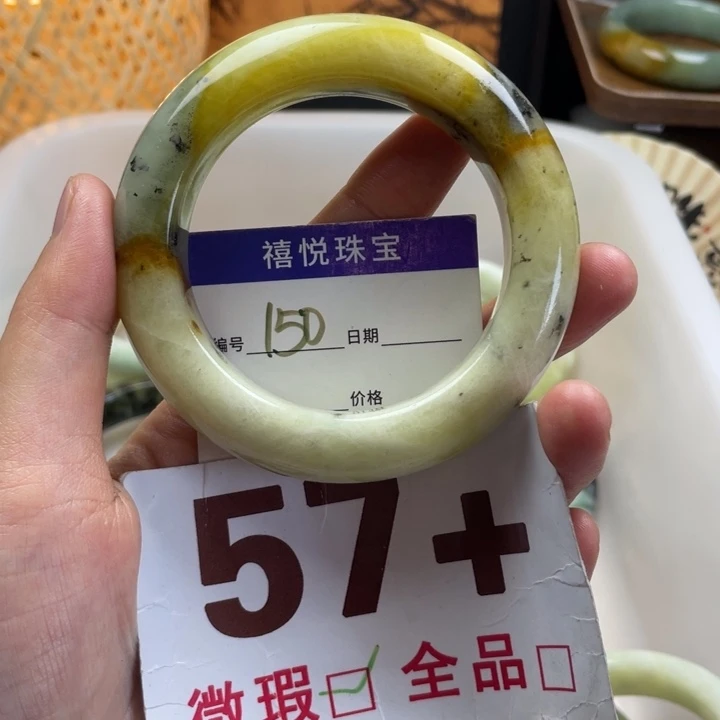 禧悦珠宝
编号 150 日期
价格
57+
微瑕☑ 全品☐